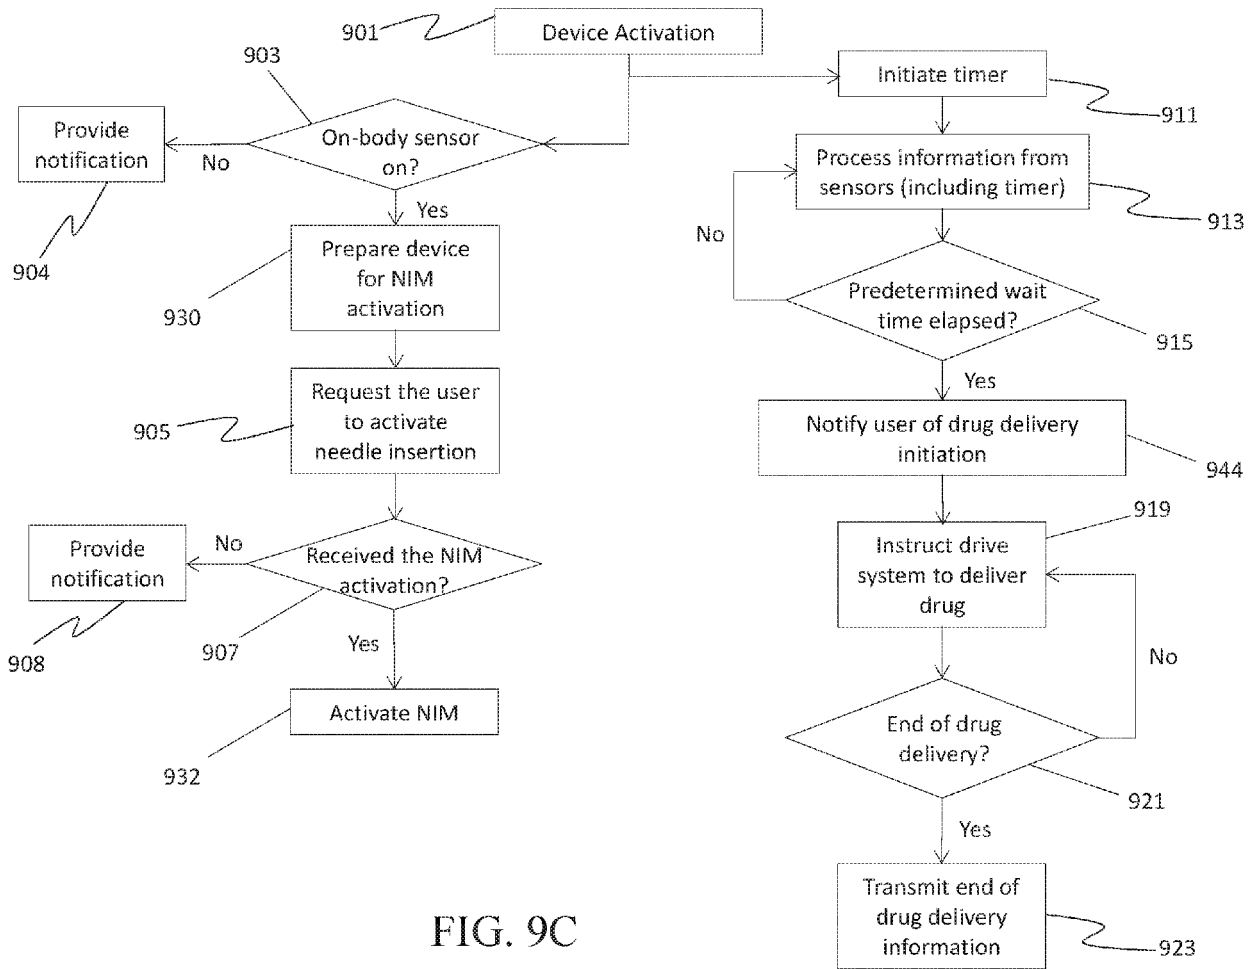 901
Device Activation
903
Initiate timer
911
Provide
notification
No
On-body sensor
on?
Process information from
sensors (including timer)
913
904
Yes
No
Prepare device
for NIM
activation
930
Predetermined wait
time elapsed?
915
Yes
Request the user
to activate
needle insertion
905
Notify user of drug delivery
initiation
944
919
Provide
notification
No
Received the NIM
activation?
Instruct drive
system to deliver
drug
908
907
Yes
No
Activate NIM
932
End of drug
delivery?
921
Yes
Transmit end of
drug delivery
information
923
FIG. 9C